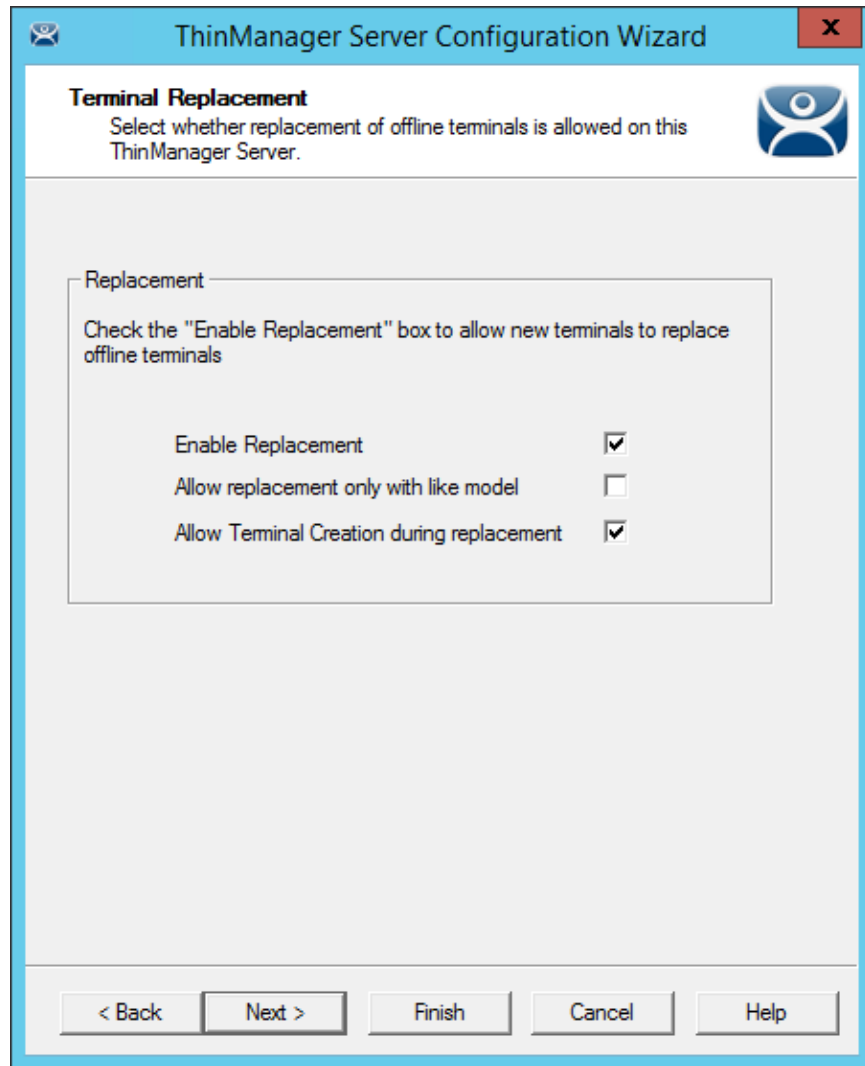 ThinManager Server Configuration Wizard
x
Terminal Replacement
Select whether replacement of offline terminals is allowed on this
ThinManager Server.
Replacement
Check the "Enable Replacement" box to allow new terminals to replace
offline terminals
Enable Replacement
Allow replacement only with like model
Allow Terminal Creation during replacement
< Back Next > Finish Cancel Help